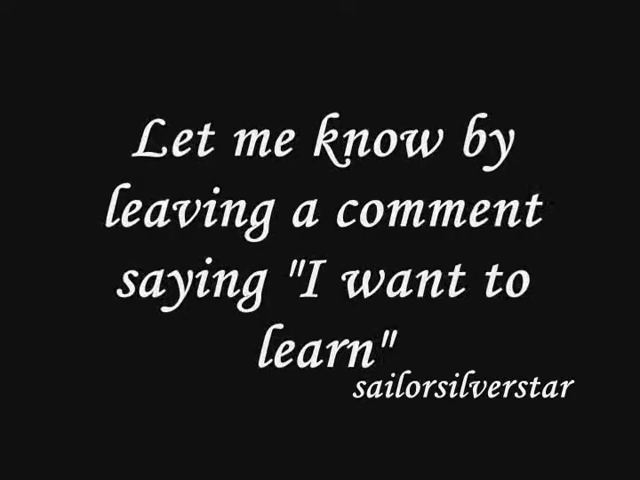 Let me know by
leaving a comment
saying "I want to
learn"
sailorsilverstar